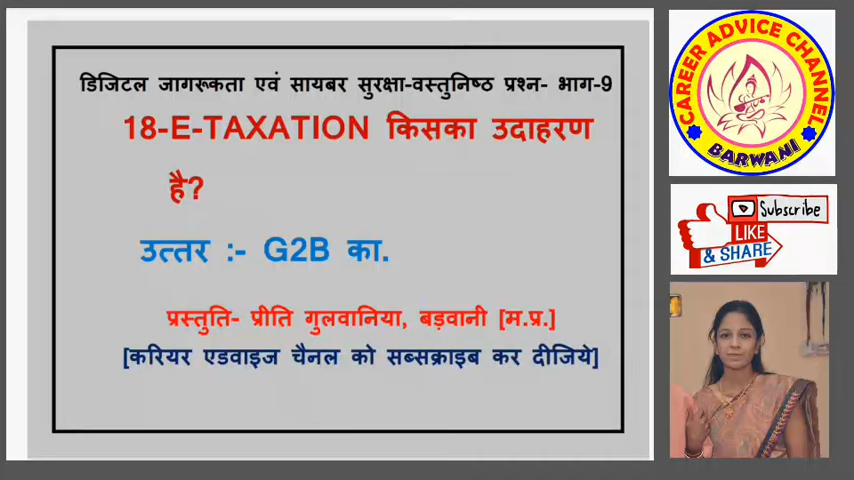 डिजिटल जागरूकता एवं सायबर सुरक्षा-वस्तुनिष्ठ प्रश्न- भाग-9
18-E-TAXATION किसका उदाहरण
है?
उत्तर :- G2B का.
प्रस्तुति- प्रीति गुलवानिया, बड़वानी [म.प्र.]
[करियर एडवाइज चैनल को सब्सक्राइब कर दीजिये]
CAREER ADVICE CHANNEL
BARWANI
Subscribe
LIKE
& SHARE